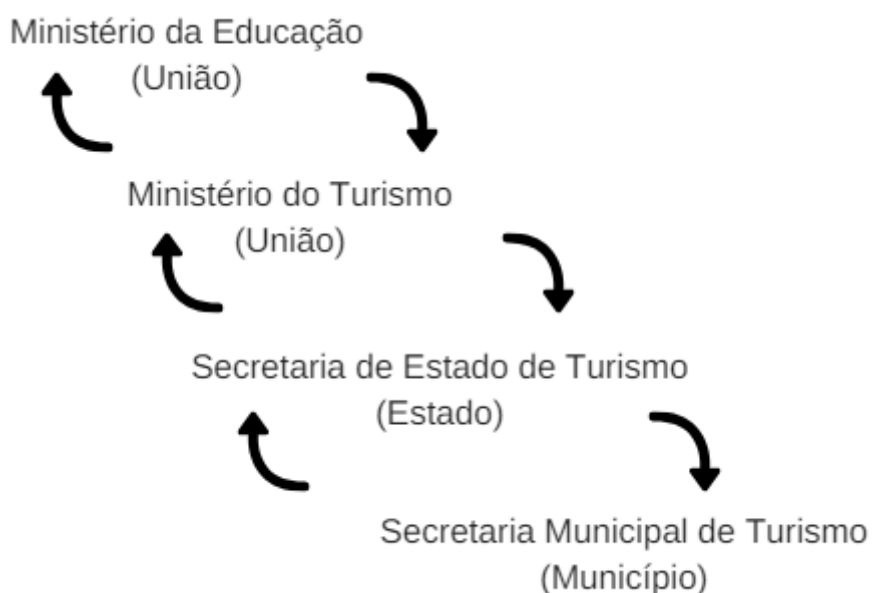 Ministério da Educação
(União)
Ministério do Turismo
(União)
Secretaria de Estado de Turismo
(Estado)
Secretaria Municipal de Turismo
(Município)